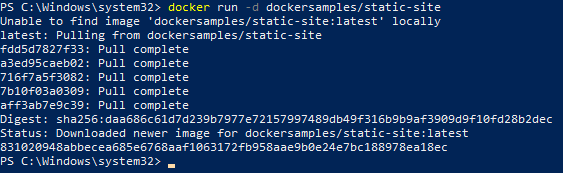 PS C:\Windows\system32> docker run -d dockersamples/static-site
Unable to find image 'dockersamples/static-site:latest' locally
latest: Pulling from dockersamples/static-site
fdd5d7827f33: Pull complete
a3ed95caeb02: Pull complete
716f7a5f3082: Pull complete
7b10f03a0309: Pull complete
aff3ab7e9c39: Pull complete
Digest: sha256:daa686c61d7d239b7977e72157997489db49f316b9b9af3909d9f10fd28b2dec
Status: Downloaded newer image for dockersamples/static-site:latest
831020948abbecea685e6768aaf1063172fb958aae9b0e24e7bc188978ea18ec
PS C:\Windows\system32>